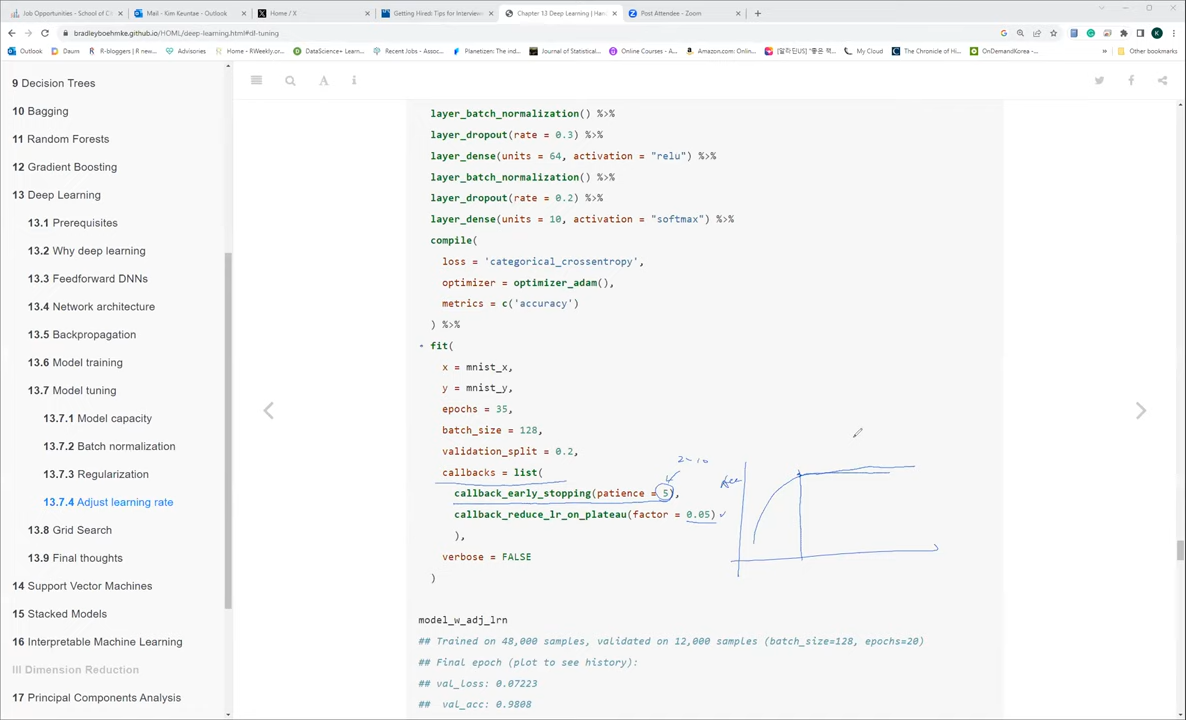 Job Opportunities – School of C
Mail - Kim Keuntae - Outlook
Home / X
Getting Hired: Tips for Interview
Chapter 13 Deep Learning | Han
Post Attendee - Zoom
bradleyboehmke.github.io/HOML/deep-learning.html#dl-tuning
Outlook
Daum
R-bloggers | R new
Advisories
Home - RWeekly.or
DataScience+ Learn
Recent Jobs - Assoc
Planetizen: The ind
Journal of Statistical
Online Courses - A
Amazon.com: Onlin
[알라딘US] "좋은 책
My Cloud
The Chronicle of Hi
OnDemandKorea -
Other bookmarks
9 Decision Trees
10 Bagging
11 Random Forests
12 Gradient Boosting
13 Deep Learning
13.1 Prerequisites
13.2 Why deep learning
13.3 Feedforward DNNs
13.4 Network architecture
13.5 Backpropagation
13.6 Model training
13.7 Model tuning
13.7.1 Model capacity
13.7.2 Batch normalization
13.7.3 Regularization
13.7.4 Adjust learning rate
13.8 Grid Search
13.9 Final thoughts
14 Support Vector Machines
15 Stacked Models
16 Interpretable Machine Learning
III Dimension Reduction
17 Principal Components Analysis
layer_batch_normalization() %>%
layer_dropout(rate = 0.3) %>%
layer_dense(units = 64, activation = "relu") %>%
layer_batch_normalization() %>%
layer_dropout(rate = 0.2) %>%
layer_dense(units = 10, activation = "softmax") %>%
compile(
loss = 'categorical_crossentropy',
optimizer = optimizer_adam(),
metrics = c('accuracy')
) %>%
fit(
x = mnist_x,
y = mnist_y,
epochs = 35,
batch_size = 128,
validation_split = 0.2,
callbacks = list(
callback_early_stopping(patience = 5),
callback_reduce_lr_on_plateau(factor = 0.05)
),
verbose = FALSE
)
model_w_adj_lrn
## Trained on 48,000 samples, validated on 12,000 samples (batch_size=128, epochs=20)
## Final epoch (plot to see history):
## val_loss: 0.07223
## val_acc: 0.9808